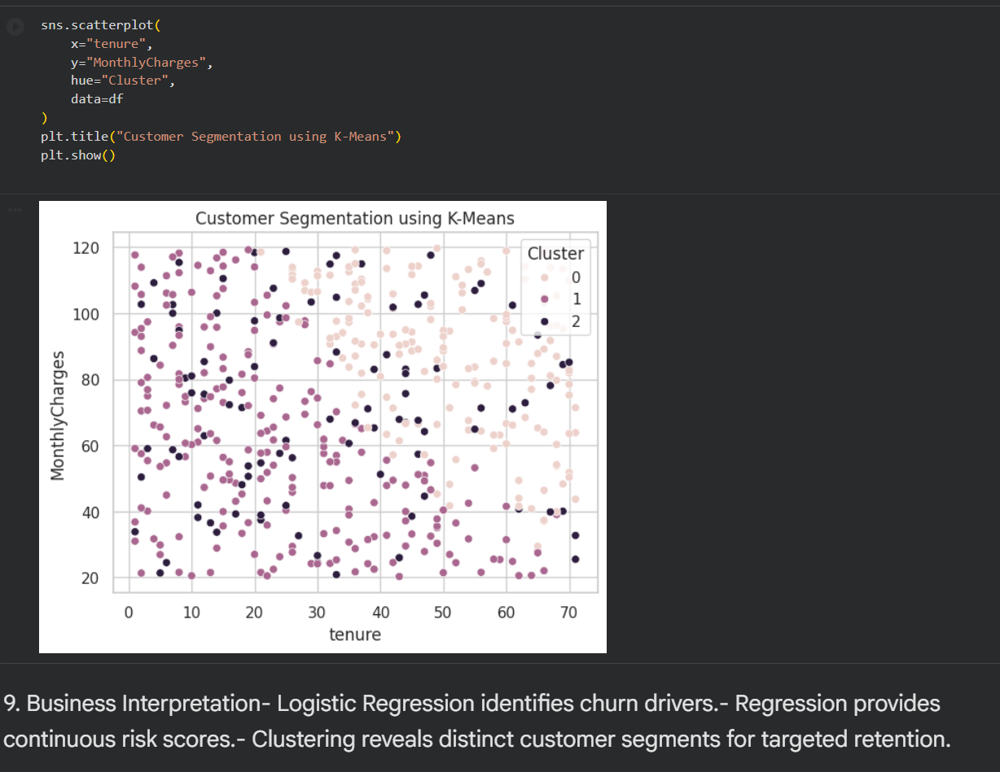 sns.scatterplot(
x="tenure",
y="MonthlyCharges",
hue="Cluster",
data=df
)
plt.title("Customer Segmentation using K-Means")
plt.show()
Customer Segmentation using K-Means
120
100
80
60
40
20
MonthlyCharges
Cluster
0
1
2
0 10 20 30 40 50 60 70
tenure
9. Business Interpretation- Logistic Regression identifies churn drivers.- Regression provides
continuous risk scores.- Clustering reveals distinct customer segments for targeted retention.